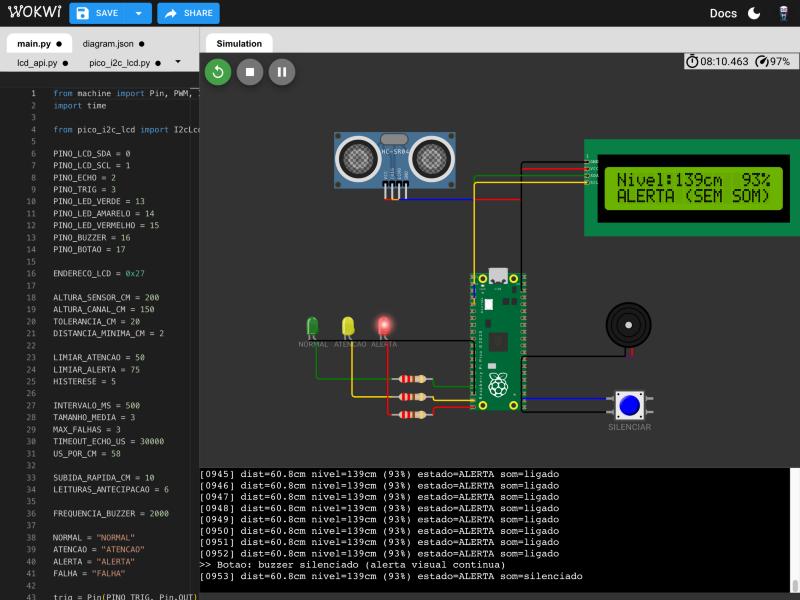 WOKWI
SAVE
SHARE
Docs
main.py
diagram.json
lcd_api.py
pico_i2c_lcd.py
Simulation
08:10.463
97%
1 from machine import Pin, PWM,
2 import time
3
4 from pico_i2c_lcd import I2cLc
5
6 PINO_LCD_SDA = 0
7 PINO_LCD_SCL = 1
8 PINO_ECHO = 2
9 PINO_TRIG = 3
10 PINO_LED_VERDE = 13
11 PINO_LED_AMARELO = 14
12 PINO_LED_VERMELHO = 15
13 PINO_BUZZER = 16
14 PINO_BOTAO = 17
15
16 ENDERECO_LCD = 0x27
17
18 ALTURA_SENSOR_CM = 200
19 ALTURA_CANAL_CM = 150
20 TOLERANCIA_CM = 20
21 DISTANCIA_MINIMA_CM = 2
22
23 LIMIAR_ATENCAO = 50
24 LIMIAR_ALERTA = 75
25 HISTERESE = 5
26
27 INTERVALO_MS = 500
28 TAMANHO_MEDIA = 3
29 MAX_FALHAS = 3
30 TIMEOUT_ECHO_US = 30000
31 US_POR_CM = 58
32
33 SUBIDA_RAPIDA_CM = 10
34 LEITURAS_ANTECIPACAO = 6
35
36 FREQUENCIA_BUZZER = 2000
37
38 NORMAL = "NORMAL"
39 ATENCAO = "ATENCAO"
40 ALERTA = "ALERTA"
41 FALHA = "FALHA"
42
43 trig = Pin(PINO_TRIG, Pin.OUT)
HC-SR04
GND
VCC
SDA
SCL
Nivel:139cm 93%
ALERTA (SEM SOM)
NORMAL
ATENCAO
ALERTA
Raspberry Pi Pico
SILENCIAR
[0945] dist=60.8cm nivel=139cm (93%) estado=ALERTA som=ligado
[0946] dist=60.8cm nivel=139cm (93%) estado=ALERTA som=ligado
[0947] dist=60.8cm nivel=139cm (93%) estado=ALERTA som=ligado
[0948] dist=60.8cm nivel=139cm (93%) estado=ALERTA som=ligado
[0949] dist=60.8cm nivel=139cm (93%) estado=ALERTA som=ligado
[0950] dist=60.8cm nivel=139cm (93%) estado=ALERTA som=ligado
[0951] dist=60.8cm nivel=139cm (93%) estado=ALERTA som=ligado
[0952] dist=60.8cm nivel=139cm (93%) estado=ALERTA som=ligado
>> Botao: buzzer silenciado (alerta visual continua)
[0953] dist=60.8cm nivel=139cm (93%) estado=ALERTA som=silenciado